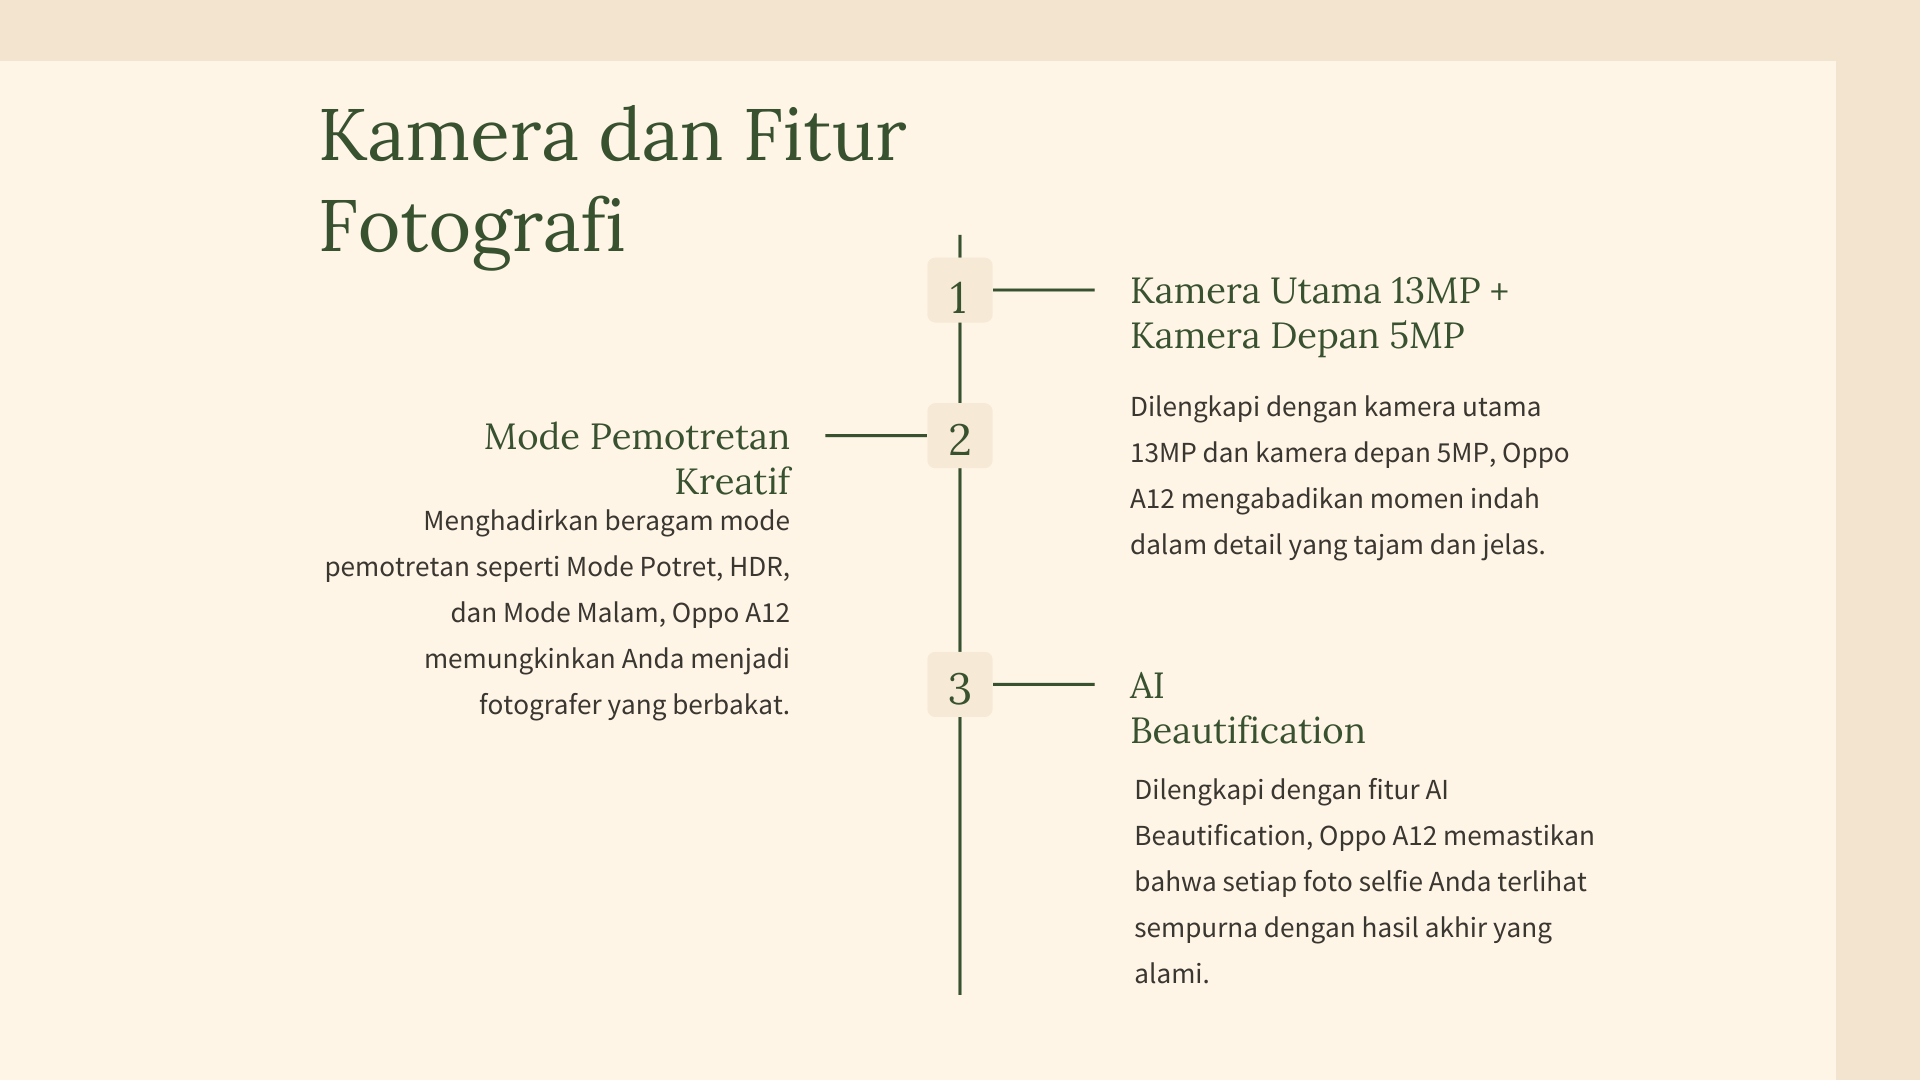 Kamera dan Fitur
Fotografi
1
Kamera Utama 13MP +
Kamera Depan 5MP
Dilengkapi dengan kamera utama
13MP dan kamera depan 5MP, Oppo
A12 mengabadikan momen indah
dalam detail yang tajam dan jelas.
2
Mode Pemotretan
Kreatif
Menghadirkan beragam mode
pemotretan seperti Mode Potret, HDR,
dan Mode Malam, Oppo A12
memungkinkan Anda menjadi
fotografer yang berbakat.
3
AI
Beautification
Dilengkapi dengan fitur AI
Beautification, Oppo A12 memastikan
bahwa setiap foto selfie Anda terlihat
sempurna dengan hasil akhir yang
alami.